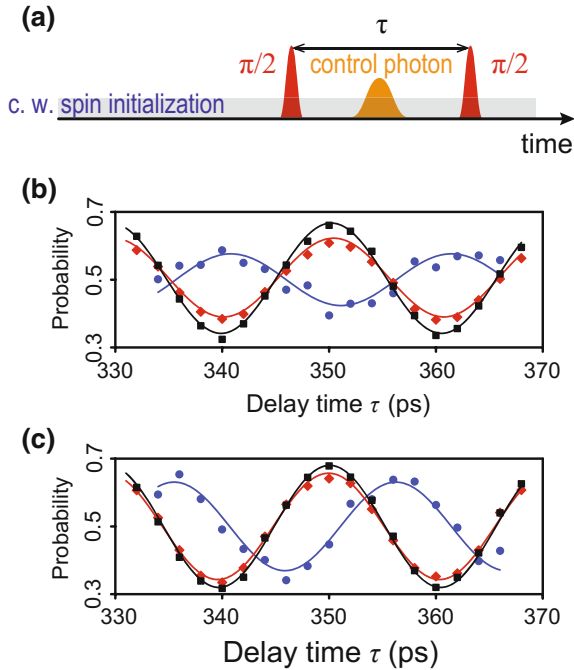 (a)
τ
π/2
control photon
π/2
c. w. spin initialization
time
(b)
0.7
0.5
0.3
Probability
330 340 350 360 370
Delay time τ (ps)
(c)
0.7
0.5
0.3
Probability
330 340 350 360 370
Delay time τ (ps)